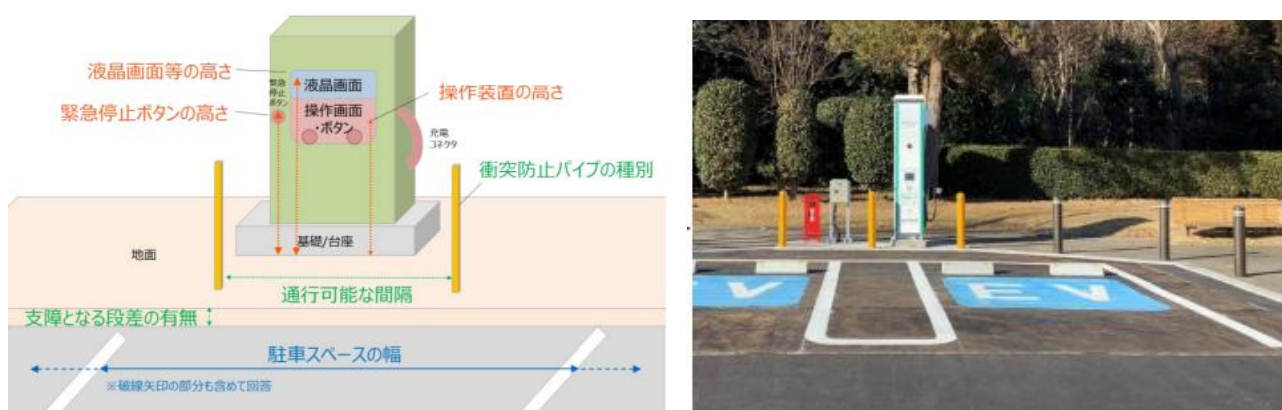 液晶画面等の高さ
緊急
停止
ボタン
液晶画面
操作画面
・ボタン
操作装置の高さ
緊急停止ボタンの高さ
充電
コネクタ
衝突防止パイプの種別
基礎/台座
地面
通行可能な間隔
支障となる段差の有無
駐車スペースの幅
※破線矢印の部分も含めて回答
EV
EV